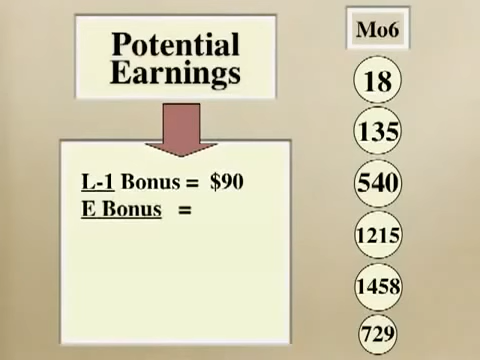 Potential
Earnings
L-1 Bonus = $90
E Bonus =
Mo6
18
135
540
1215
1458
729